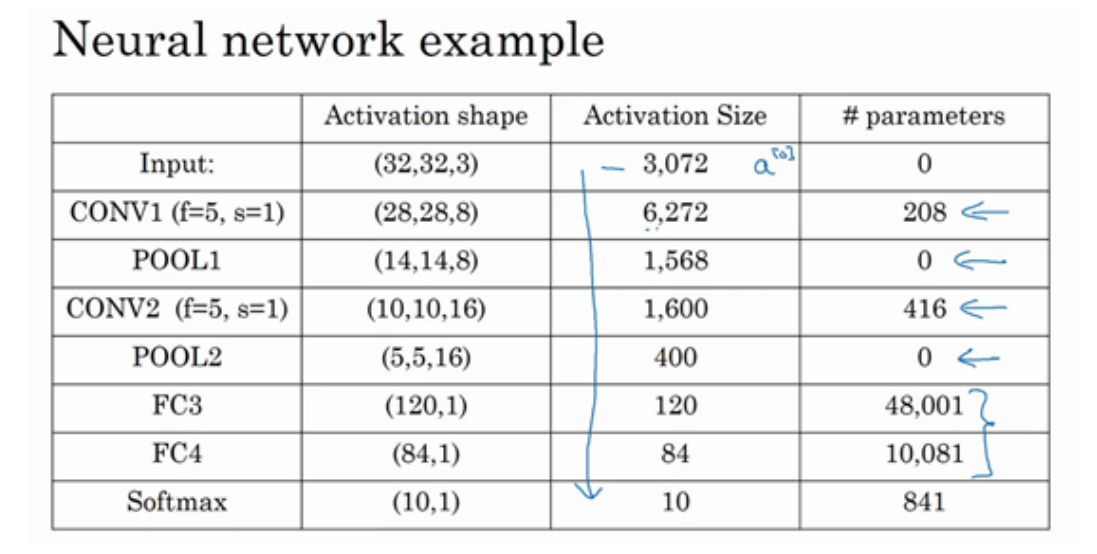 Neural network example
Activation shape Activation Size # parameters
Input: (32,32,3) — 3,072 a[0] 0
CONV1 (f=5, s=1) (28,28,8) 6,272 208 ←
POOL1 (14,14,8) 1,568 0 ←
CONV2 (f=5, s=1) (10,10,16) 1,600 416 ←
POOL2 (5,5,16) 400 0 ←
FC3 (120,1) 120 48,001 }
FC4 (84,1) 84 10,081
Softmax (10,1) 10 841